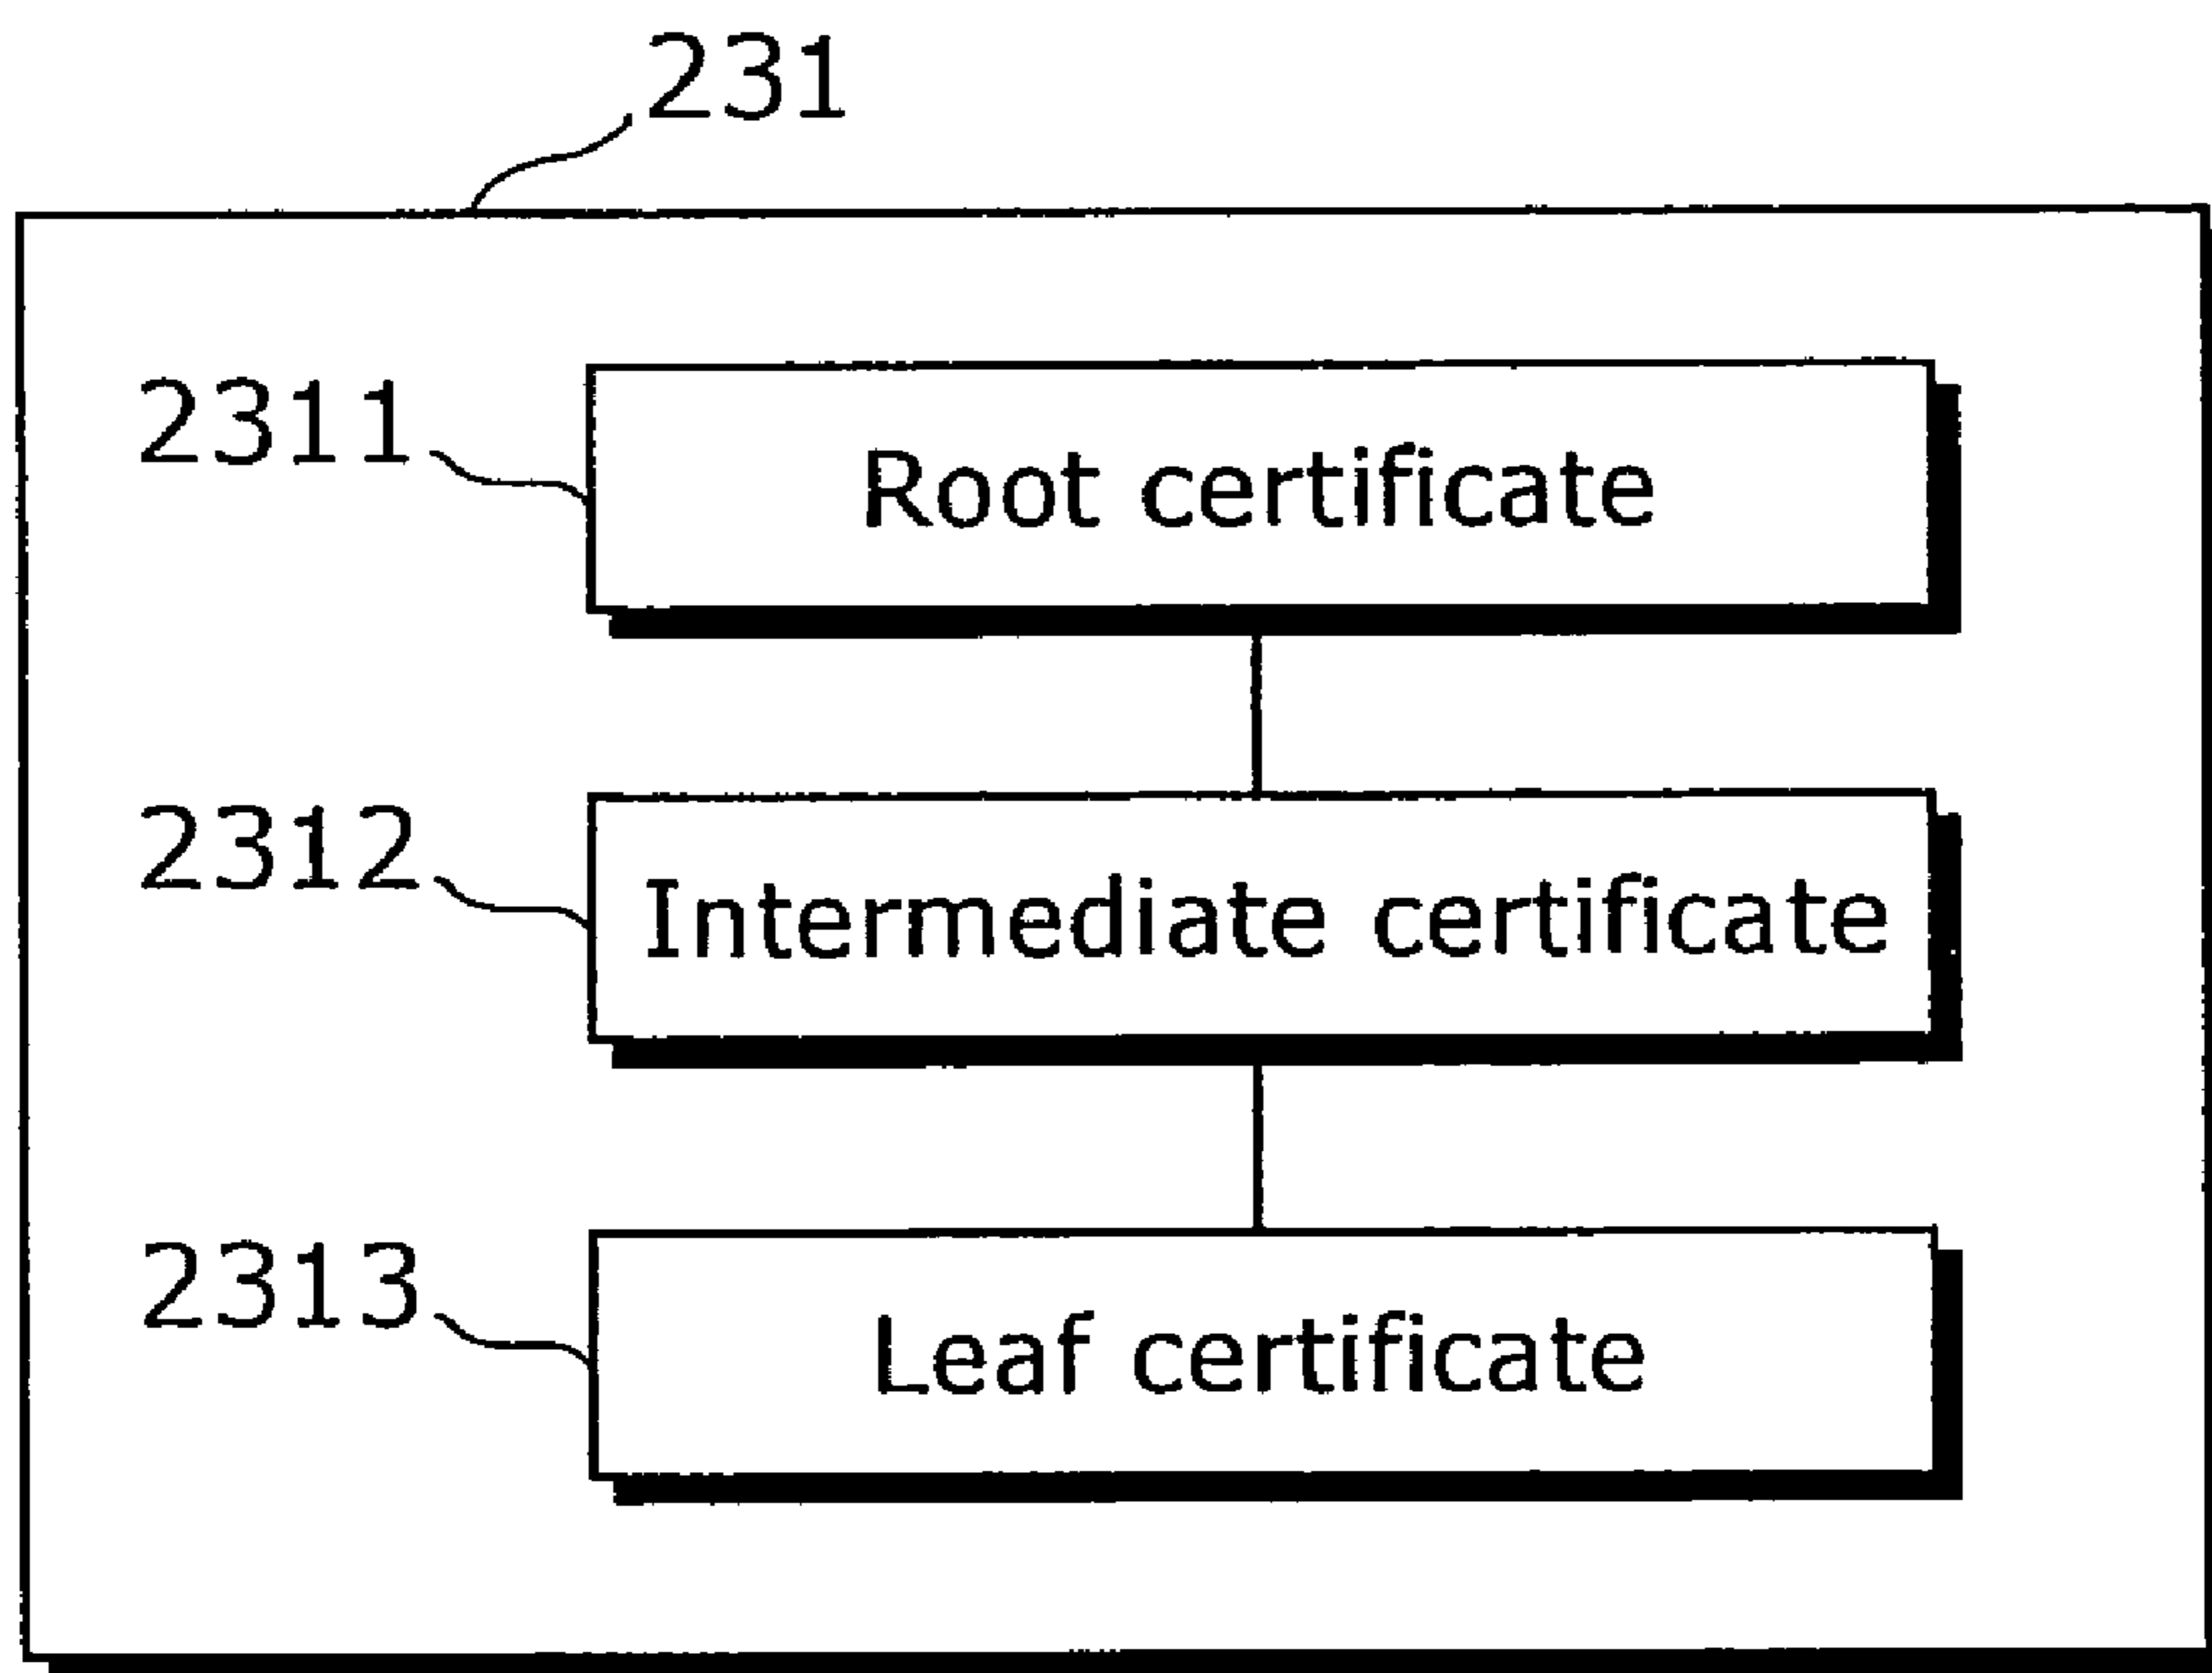 231
2311
Root certificate
2312
Intermediate certificate
2313
Leaf certificate